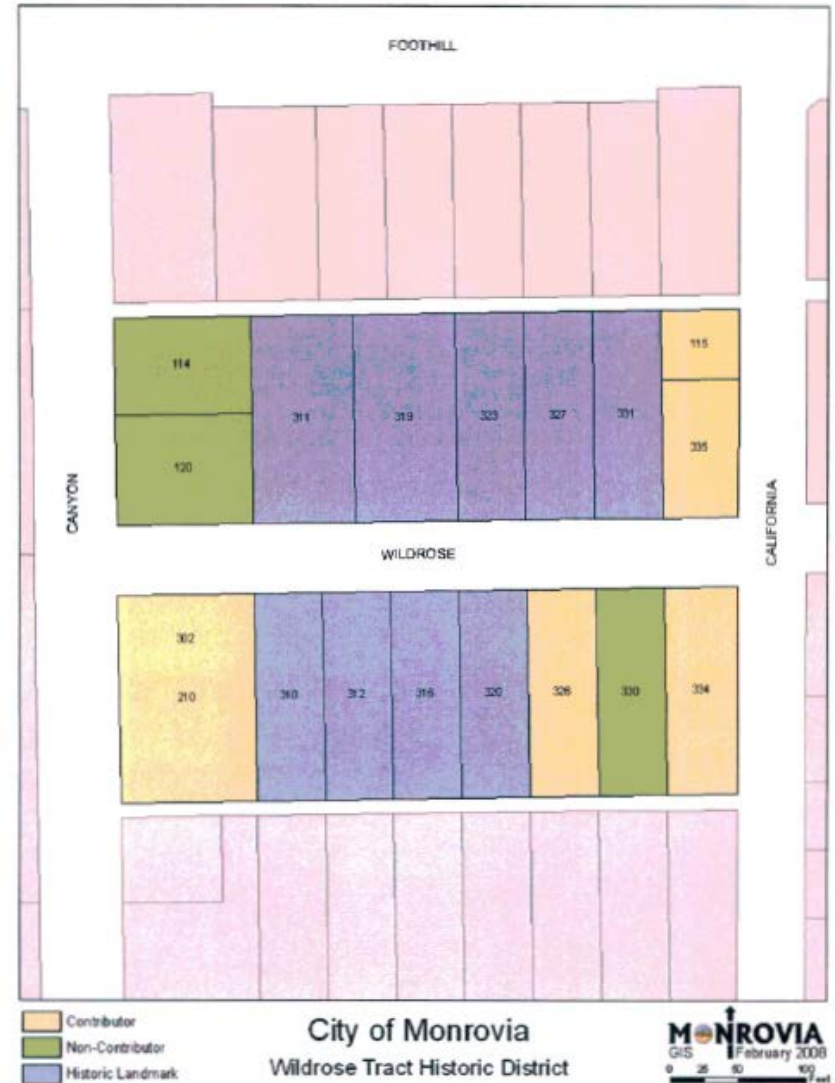 FOOTHILL
114
115
311
319
323
327
331
335
120
CANYON
CALIFORNIA
WILDROSE
302
210
310
312
316
320
326
330
334
Contributor
Non-Contributor
Historic Landmark
City of Monrovia
Wildrose Tract Historic District
MONROVIA
GIS
February 2008
0 25 50 100
Feet